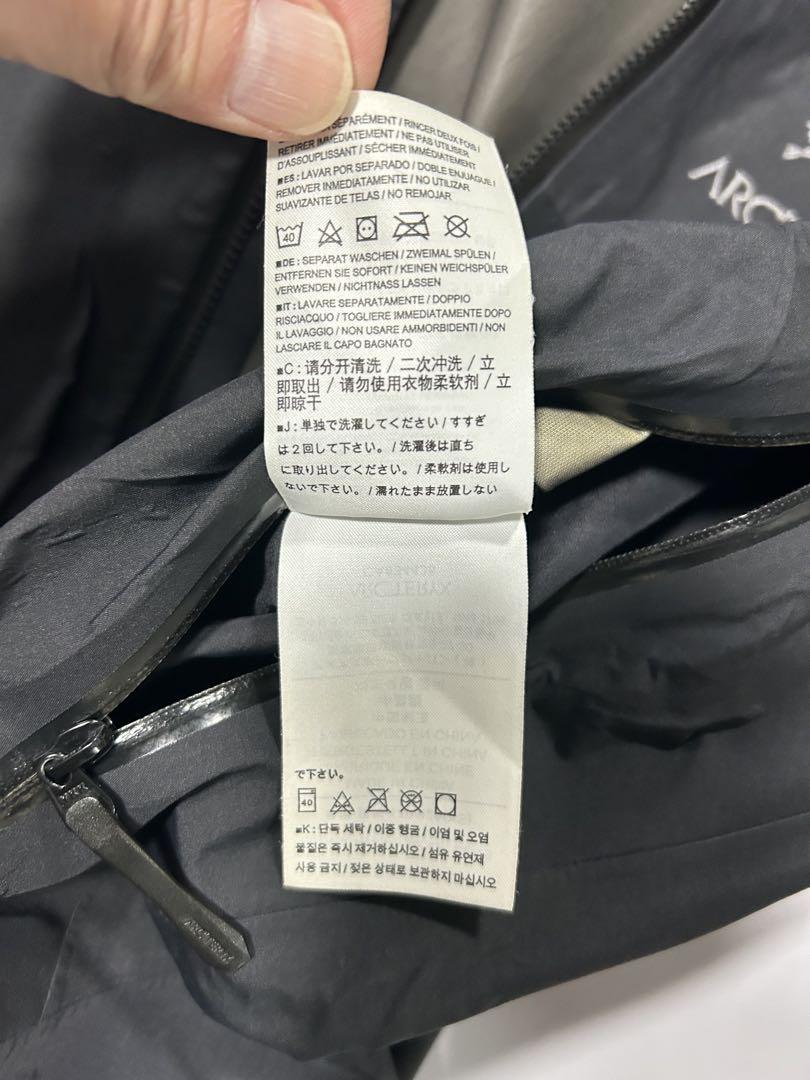 SÉPARÉMENT / RINCER DEUX FOIS /
RETIRER IMMÉDIATEMENT / NE PAS UTILISER
D'ASSOUPLISSANT / SÉCHER IMMÉDIATEMENT
■ES : LAVAR POR SEPARADO / DOBLE ENJUAGUE /
REMOVER INMEDIATAMENTE / NO UTILIZAR
SUAVIZANTE DE TELAS / NO REMOJAR
40
■DE : SEPARAT WASCHEN / ZWEIMAL SPÜLEN /
ENTFERNEN SIE SOFORT / KEINEN WEICHSPÜLER
VERWENDEN / NICHTNASS LASSEN
■IT : LAVARE SEPARATAMENTE / DOPPIO
RISCIACQUO / TOGLIERE IMMEDIATAMENTE DOPO
IL LAVAGGIO / NON USARE AMMORBIDENTI / NON
LASCIARE IL CAPO BAGNATO
■C : 请分开清洗 / 二次冲洗 / 立
即取出 / 请勿使用衣物柔软剂 / 立
即晾干
■J : 単独で洗濯してください / すすぎ
は２回して下さい。/ 洗濯後は直ち
に取り出してください。/ 柔軟剤は使用し
ないで下さい。/ 濡れたまま放置しない
で下さい。
40
■K : 단독 세탁 / 이중 헹굼 / 이염 및 오염
물질은 즉시 제거하십시오 / 섬유 유연제
사용 금지 / 젖은 상태로 보관하지 마십시오
ARC'TERYX